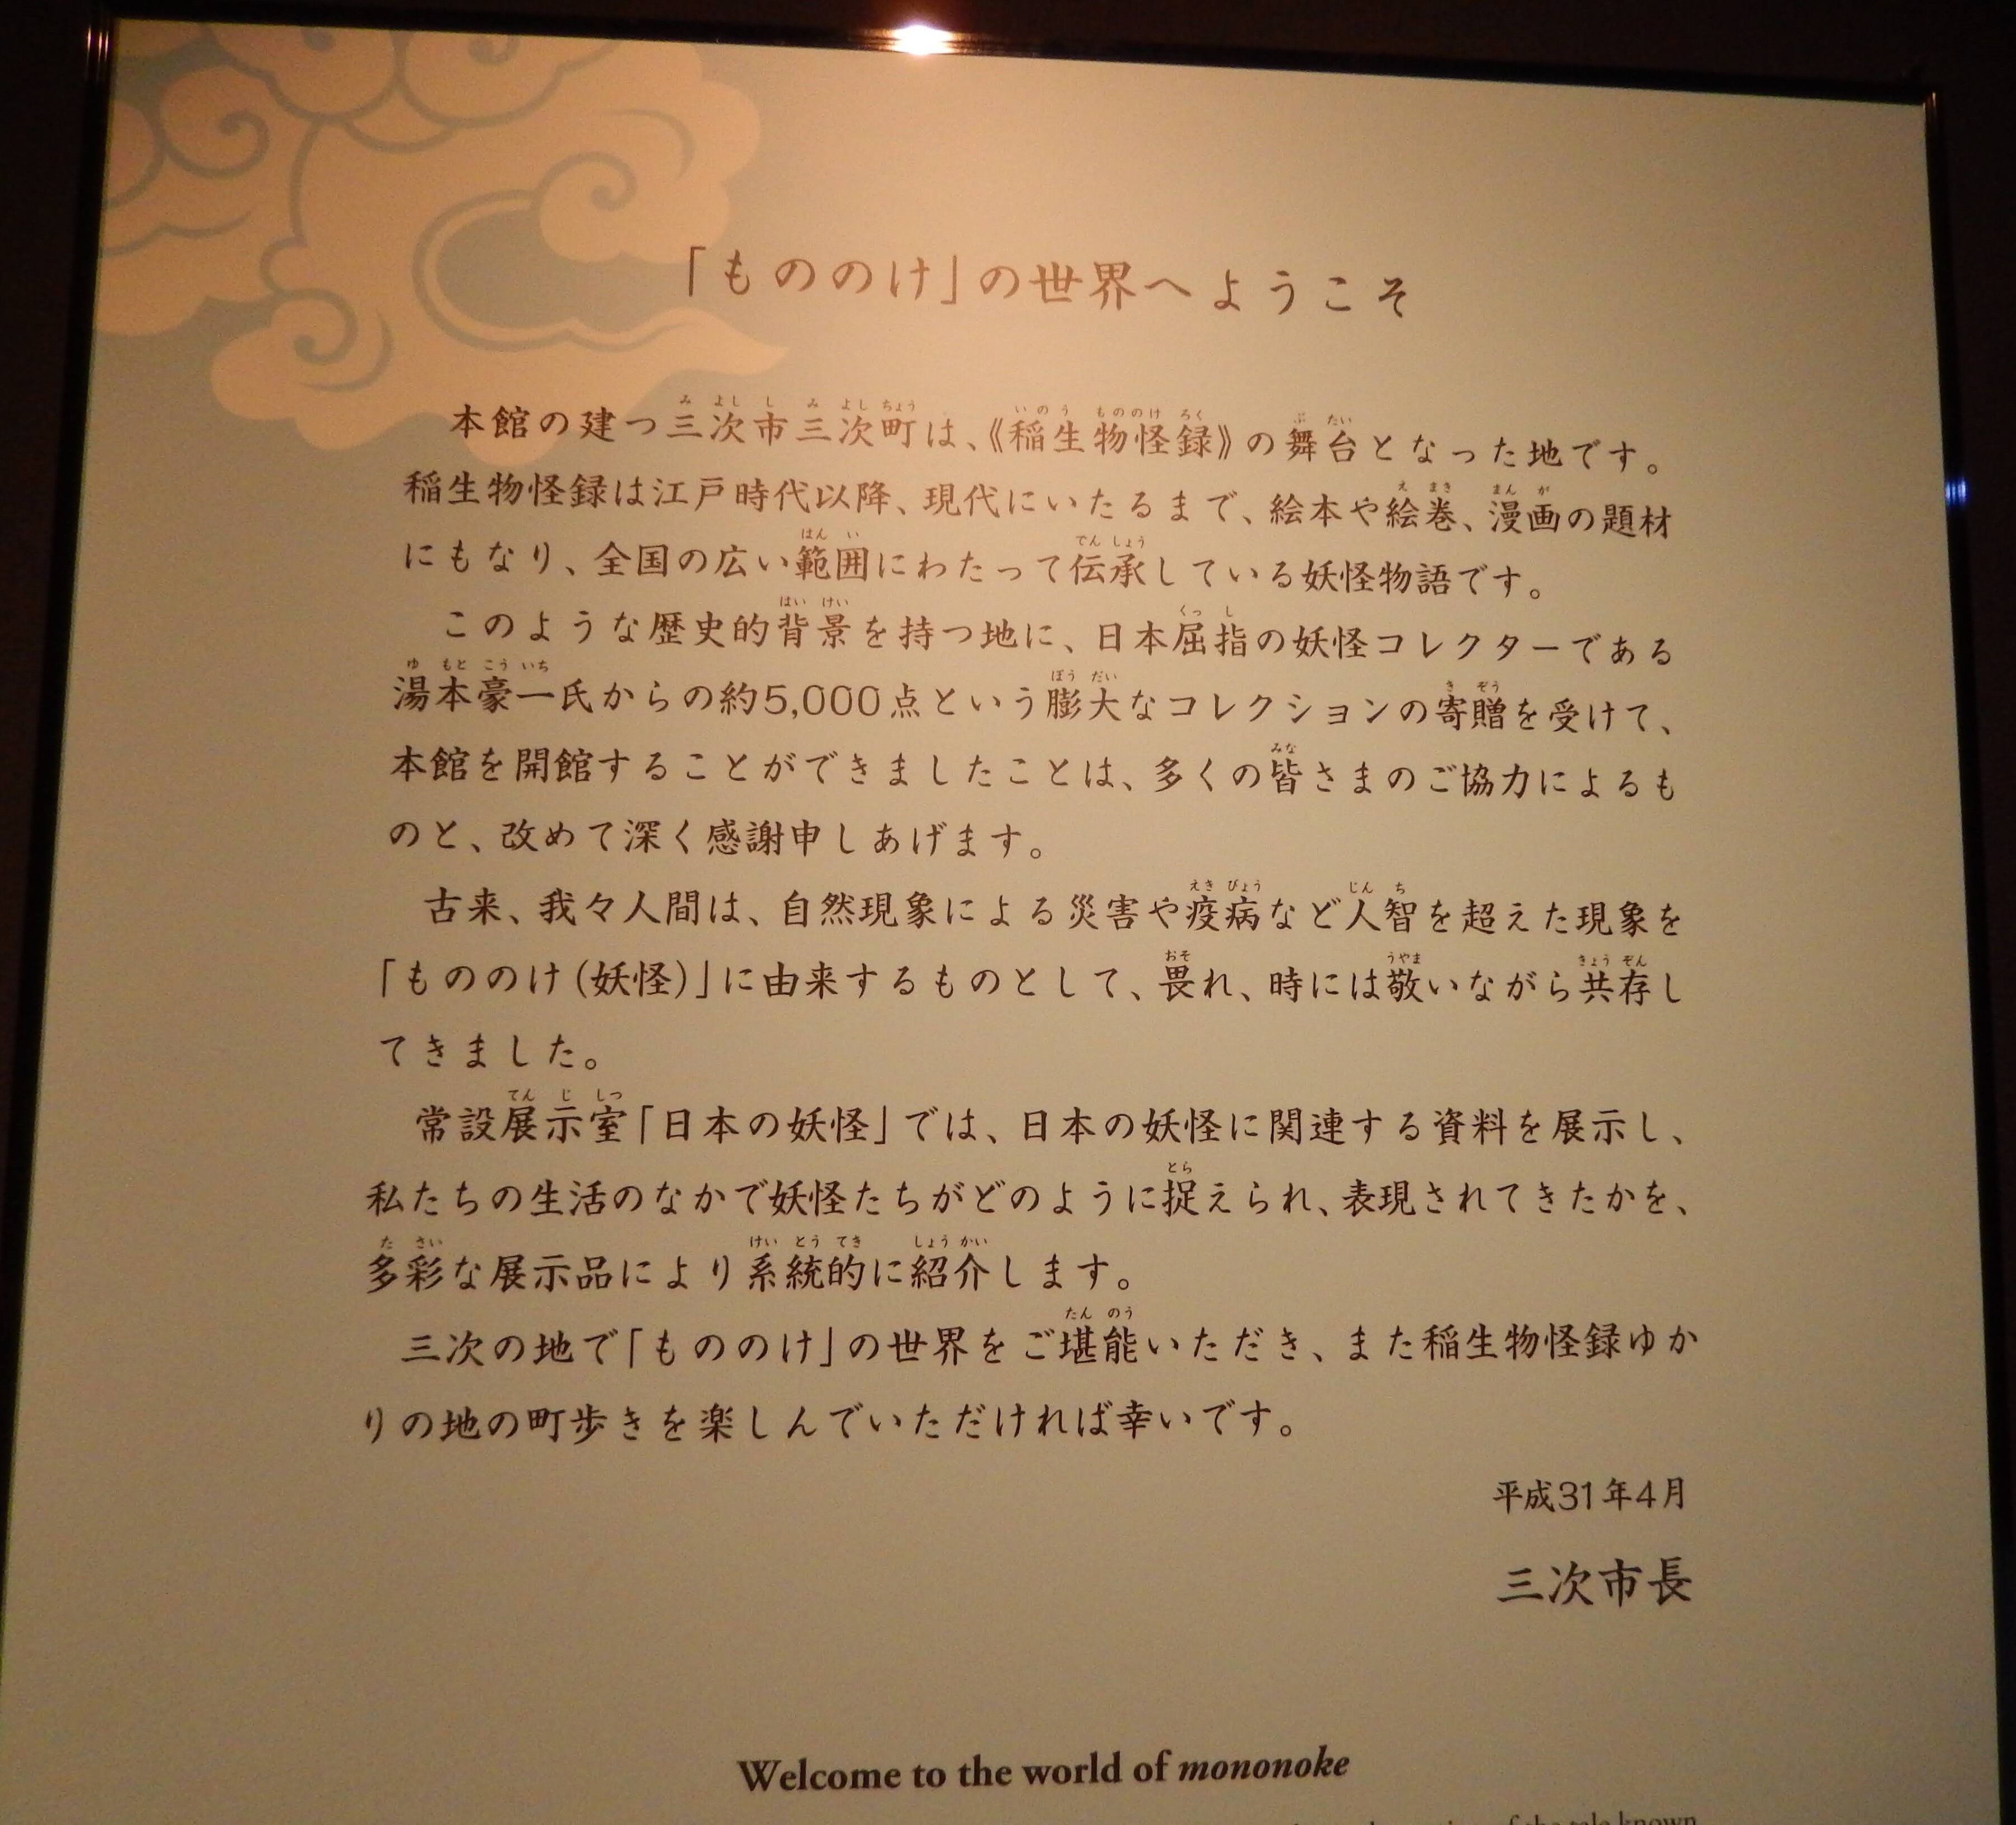 「もののけ」の世界へようこそ
本館の建つ三次市三次町は、《稲生物怪録》の舞台となった地です。
稲生物怪録は江戸時代以降、現代にいたるまで、絵本や絵巻、漫画の題材
にもなり、全国の広い範囲にわたって伝承している妖怪物語です。
このような歴史的背景を持つ地に、日本屈指の妖怪コレクターである
湯本豪一氏からの約5,000点という膨大なコレクションの寄贈を受けて、
本館を開館することができましたことは、多くの皆さまのご協力によるも
のと、改めて深く感謝申しあげます。
古来、我々人間は、自然現象による災害や疫病など人智を超えた現象を
「もののけ(妖怪)」に由来するものとして、畏れ、時には敬いながら共存し
てきました。
常設展示室「日本の妖怪」では、日本の妖怪に関連する資料を展示し、
私たちの生活のなかで妖怪たちがどのように捉えられ、表現されてきたかを、
多彩な展示品により系統的に紹介します。
三次の地で「もののけ」の世界をご堪能いただき、また稲生物怪録ゆか
りの地の町歩きを楽しんでいただければ幸いです。
平成31年4月
三次市長
Welcome to the world of mononoke
of the tale known